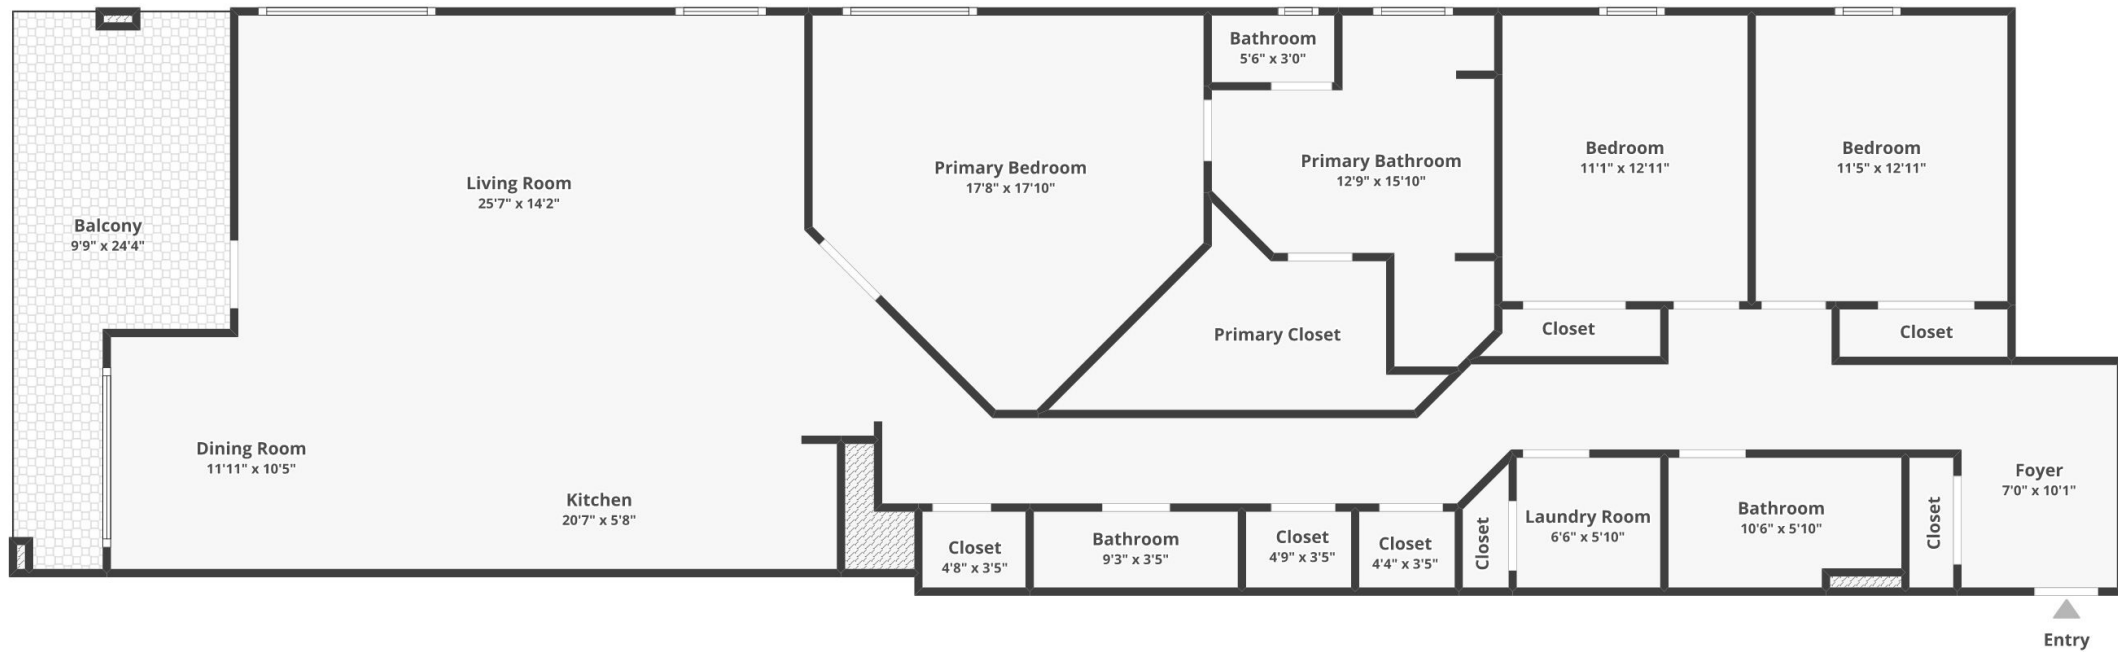 Bathroom
5'6" x 3'0"
Bedroom
11'1" x 12'11"
Bedroom
11'5" x 12'11"
Primary Bathroom
12'9" x 15'10"
Primary Bedroom
17'8" x 17'10"
Living Room
25'7" x 14'2"
Balcony
9'9" x 24'4"
Closet
Closet
Primary Closet
Dining Room
11'11" x 10'5"
Kitchen
20'7" x 5'8"
Foyer
7'0" x 10'1"
Closet
4'8" x 3'5"
Bathroom
9'3" x 3'5"
Closet
4'9" x 3'5"
Closet
4'4" x 3'5"
Closet
Laundry Room
6'6" x 5'10"
Bathroom
10'6" x 5'10"
Closet
Entry